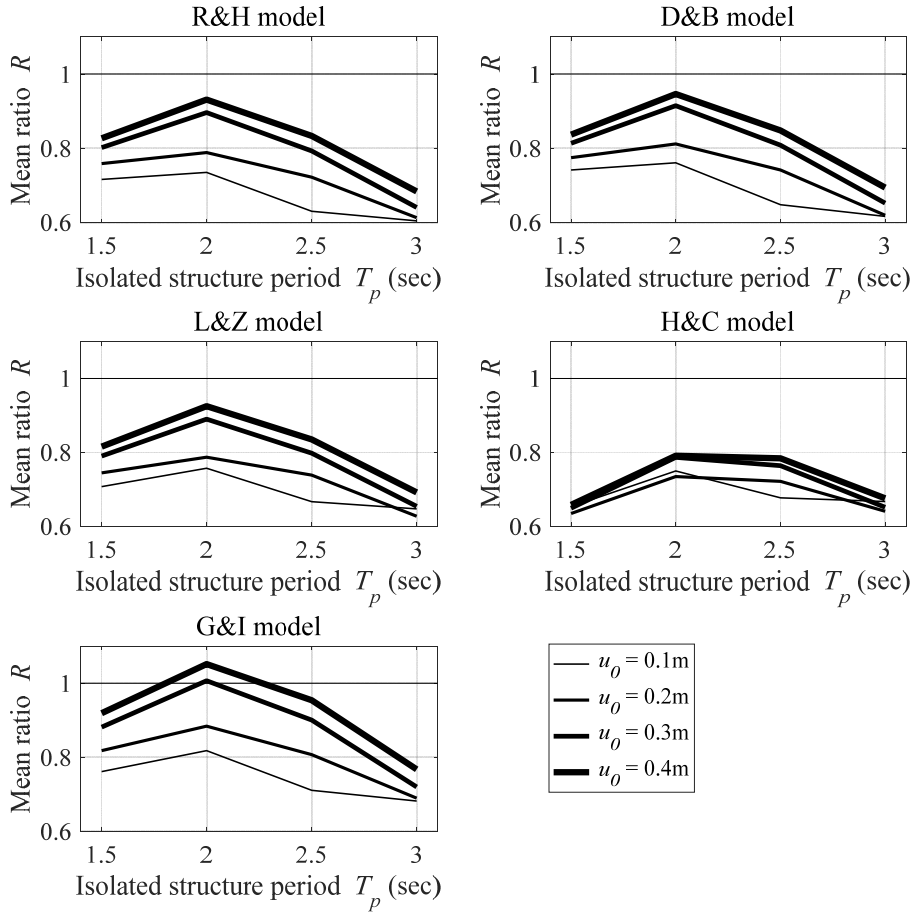 R&H model
Mean ratio R
1
0.8
0.6
1.5 2 2.5 3
Isolated structure period T_p (sec)
D&B model
Mean ratio R
1
0.8
0.6
1.5 2 2.5 3
Isolated structure period T_p (sec)
L&Z model
Mean ratio R
1
0.8
0.6
1.5 2 2.5 3
Isolated structure period T_p (sec)
H&C model
Mean ratio R
1
0.8
0.6
1.5 2 2.5 3
Isolated structure period T_p (sec)
G&I model
Mean ratio R
1
0.8
0.6
1.5 2 2.5 3
Isolated structure period T_p (sec)
u_0 = 0.1m
u_0 = 0.2m
u_0 = 0.3m
u_0 = 0.4m